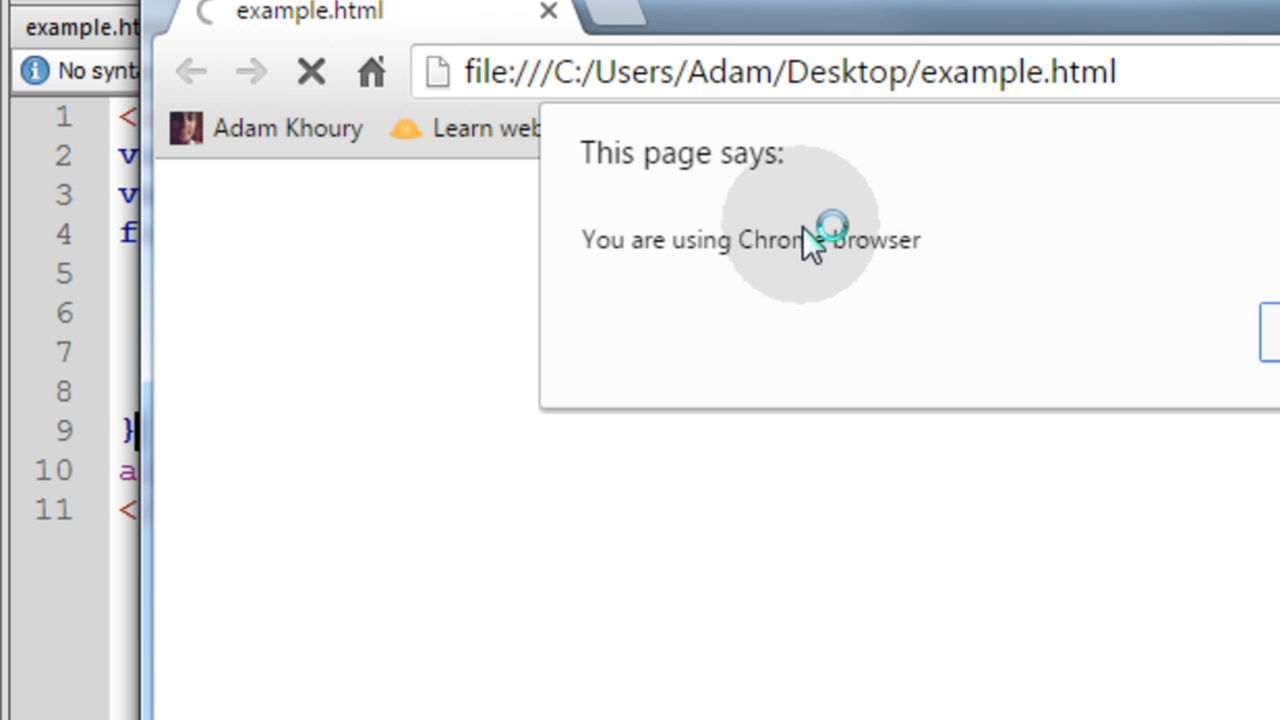 example.html
example.ht
file:///C:/Users/Adam/Desktop/example.html
No synta
Adam Khoury
Learn web
This page says:
You are using Chrome browser
1 <
2 v
3 v
4 f
5
6
7
8
9 }
10 a
11 <